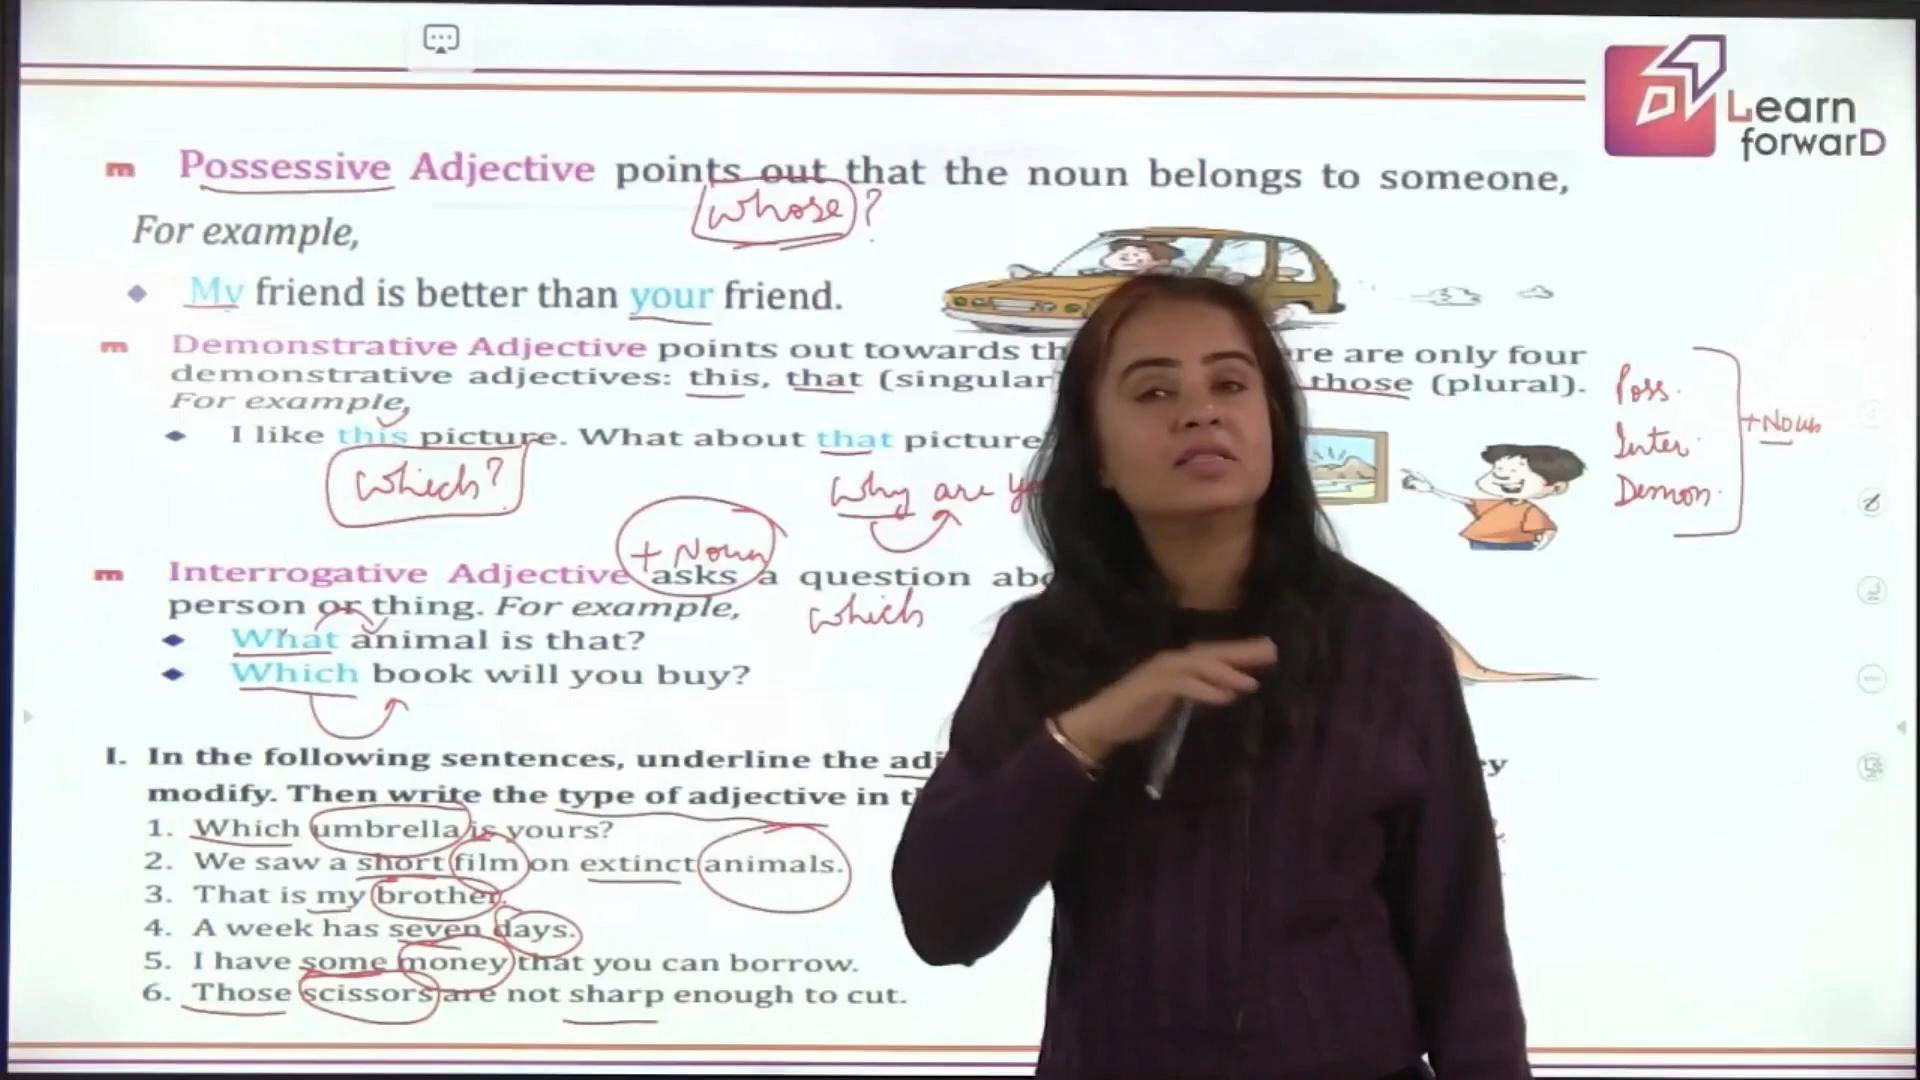 Learn
forwarD
m Possessive Adjective points out that the noun belongs to someone,
whose?
For example,
My friend is better than your friend.
m Demonstrative Adjective points out towards re are only four
demonstrative adjectives: this, that (singular those (plural).
For example,
I like this picture. What about that picture
Which?
Why are
Poss.
Inter.
Demon.
+ Noun
+ Noun
m Interrogative Adjective asks a question
person or thing. For example,
which
What animal is that?
Which book will you buy?
I. In the following sentences, underline the
modify. Then write the type of adjective in
1. Which umbrella is yours?
2. We saw a short film on extinct animals.
3. That is my brother.
4. A week has seven days.
5. I have some money that you can borrow.
6. Those scissors are not sharp enough to cut.